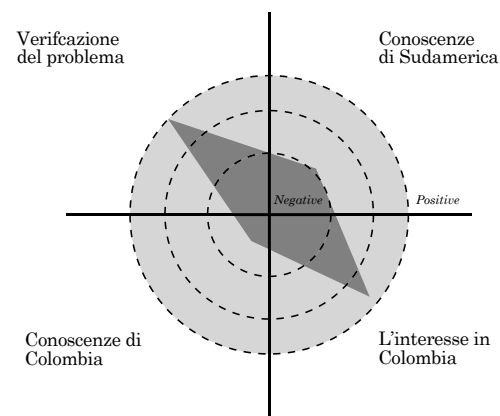 Verifcazione
del problema
Conoscenze
di Sudamerica
Negative
Positive
Conoscenze di
Colombia
L'interesse in
Colombia